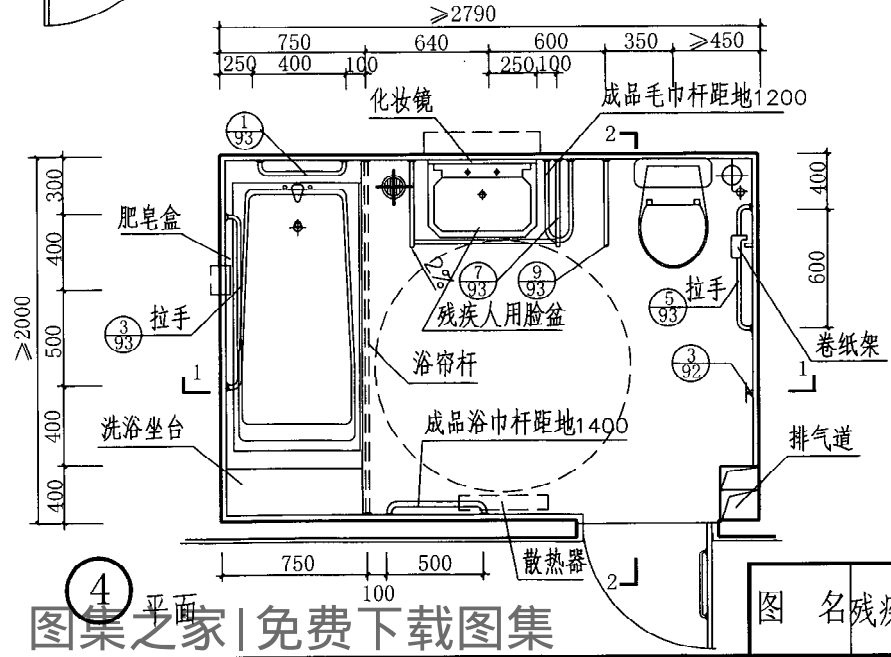 ≥2790
750 640 600 350 ≥450
250 400 100 250 100
化妆镜 成品毛巾杆距地1200
1
93
2
300
400
500
400
400
≥2000
400
600
肥皂盒
拉手
3
93
1
洗浴坐台
2%
7
93
9
93
残疾人用脸盆
浴帘杆
成品浴巾杆距地1400
5
93
拉手
3
92
卷纸架
1
排气道
散热器
750 500
100
2
4 平面
图 名 残疾
图集之家|免费下载图集